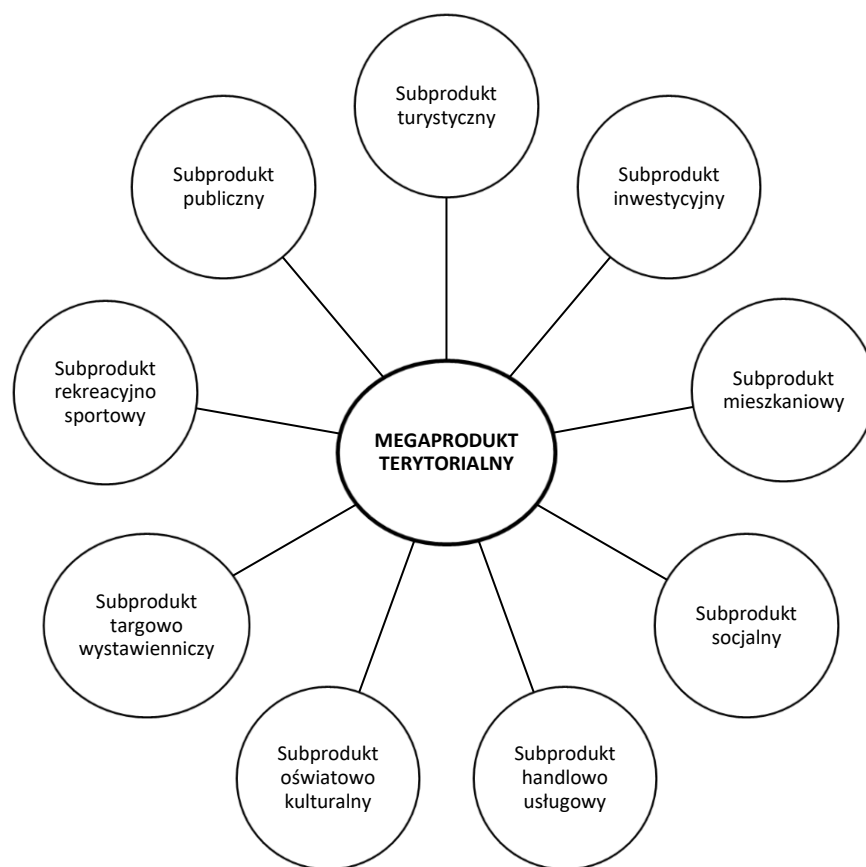 Subprodukt
turystyczny
Subprodukt
inwestycyjny
Subprodukt
mieszkaniowy
Subprodukt
socjalny
Subprodukt
handlowo
usługowy
Subprodukt
oświatowo
kulturalny
Subprodukt
targowo
wystawienniczy
Subprodukt
rekreacyjno
sportowy
Subprodukt
publiczny
MEGAPRODUKT
TERYTORIALNY